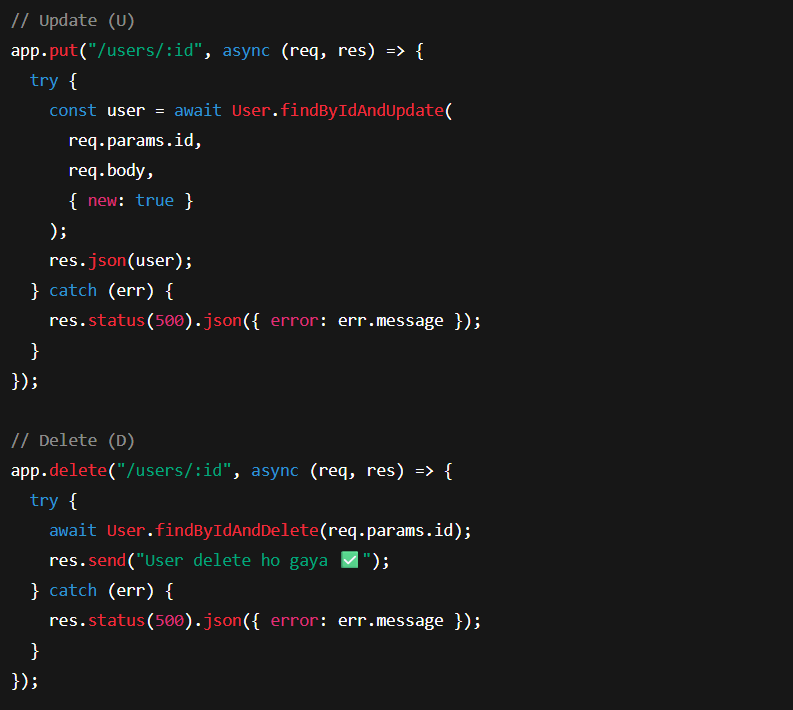 // Update (U)
app.put("/users/:id", async (req, res) => {
  try {
    const user = await User.findByIdAndUpdate(
      req.params.id,
      req.body,
      { new: true }
    );
    res.json(user);
  } catch (err) {
    res.status(500).json({ error: err.message });
  }
});

// Delete (D)
app.delete("/users/:id", async (req, res) => {
  try {
    await User.findByIdAndDelete(req.params.id);
    res.send("User delete ho gaya ✅");
  } catch (err) {
    res.status(500).json({ error: err.message });
  }
});